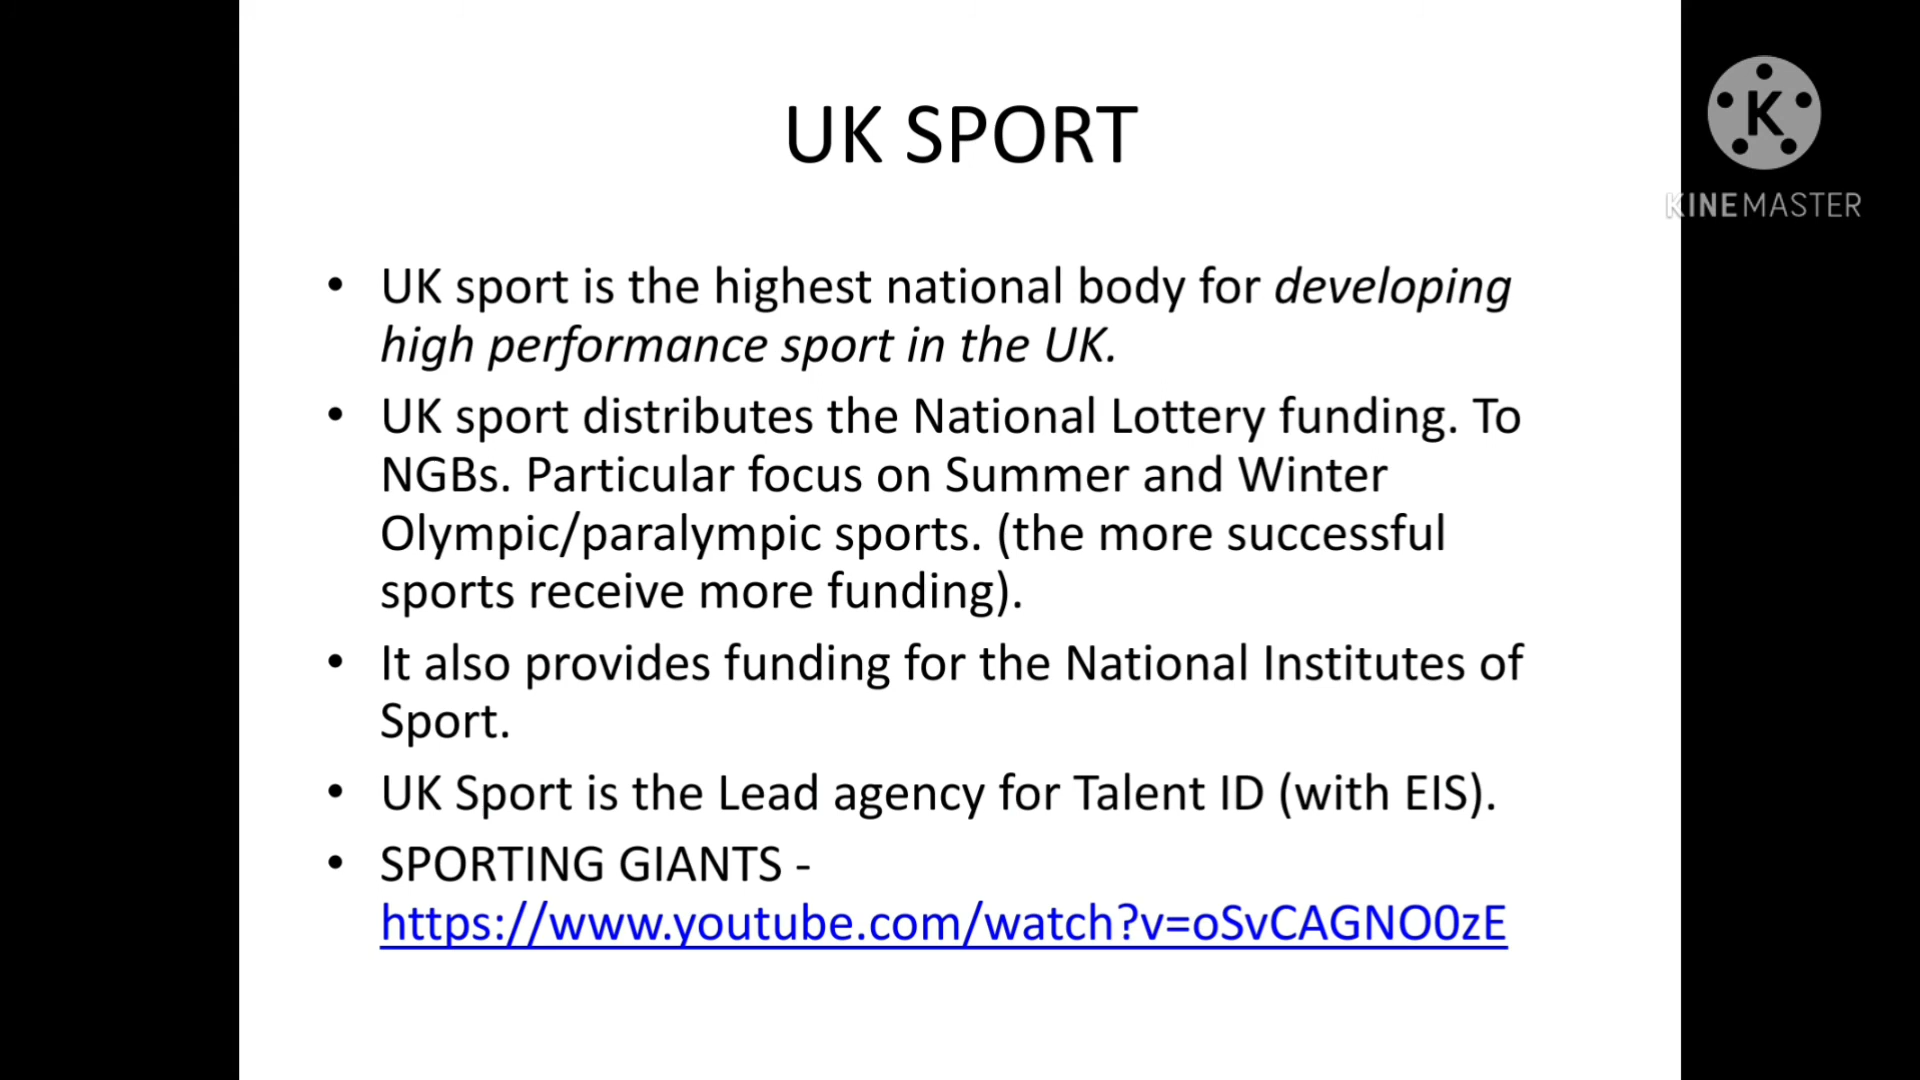 UK SPORT
K
KINEMASTER
• UK sport is the highest national body for developing
high performance sport in the UK.
• UK sport distributes the National Lottery funding. To
NGBs. Particular focus on Summer and Winter
Olympic/paralympic sports. (the more successful
sports receive more funding).
• It also provides funding for the National Institutes of
Sport.
• UK Sport is the Lead agency for Talent ID (with EIS).
• SPORTING GIANTS -
https://www.youtube.com/watch?v=oSvCAGNO0zE